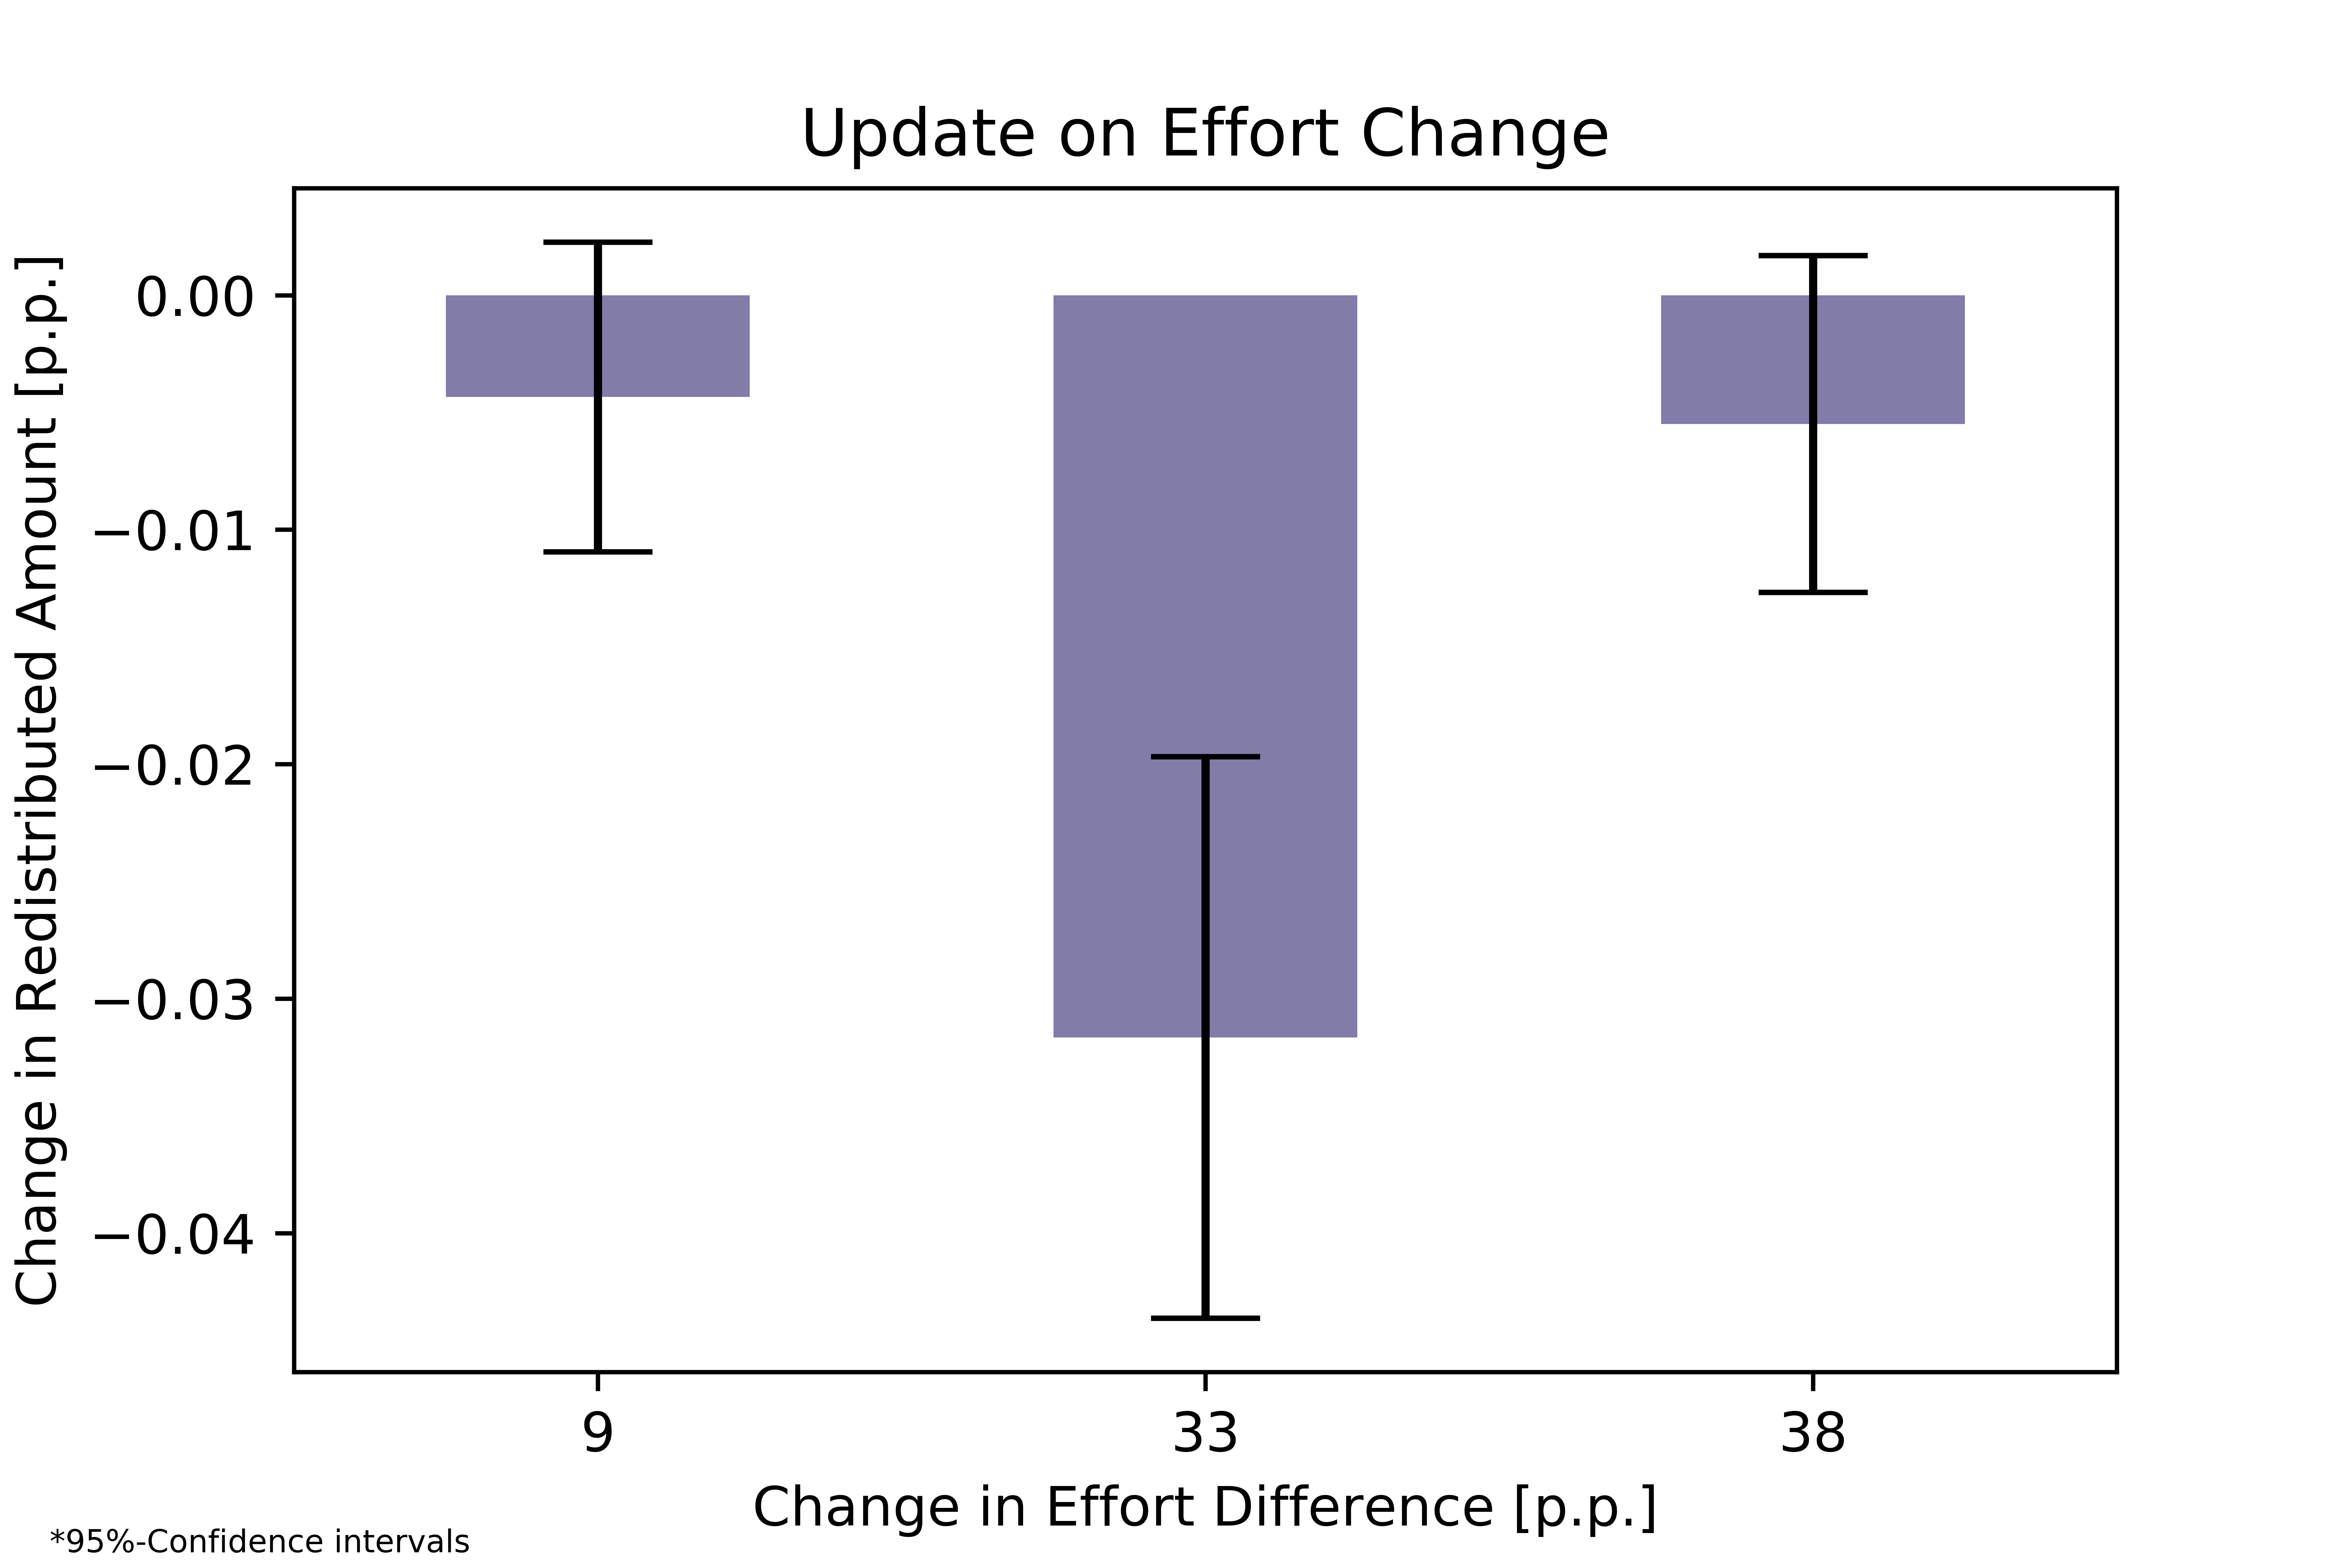 Update on Effort Change
Change in Redistributed Amount [p.p.]
0.00
−0.01
−0.02
−0.03
−0.04
9
33
38
Change in Effort Difference [p.p.]
*95%-Confidence intervals